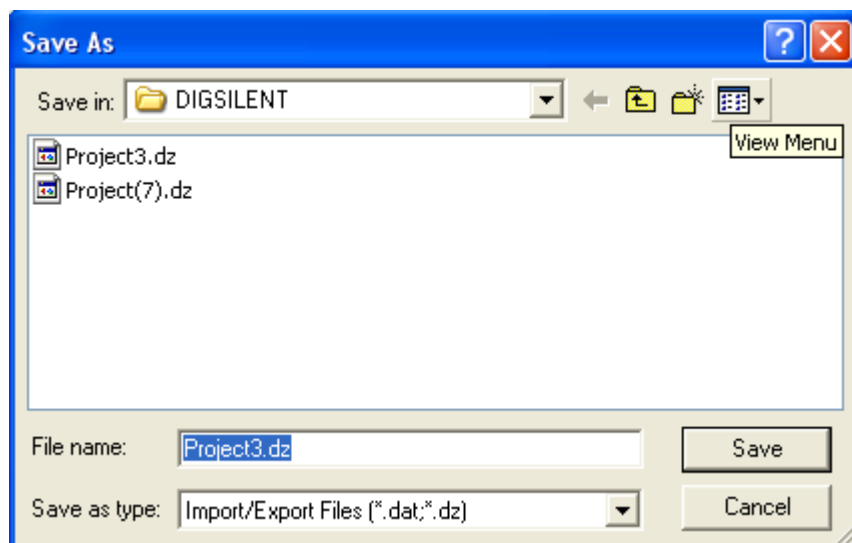 Save As
Save in: DIGSILENT
View Menu
Project3.dz
Project(7).dz
File name: Project3.dz Save
Save as type: Import/Export Files (*.dat;*.dz) Cancel